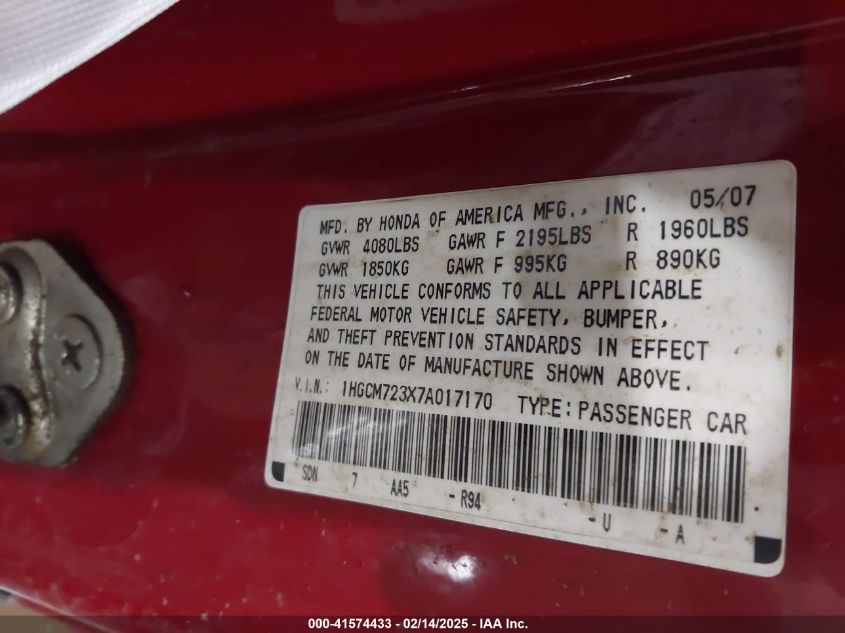 MFD. BY HONDA OF AMERICA MFG., INC. 05/07
GVWR 4080LBS GAWR F 2195LBS R 1960LBS
GVWR 1850KG GAWR F 995KG R 890KG
THIS VEHICLE CONFORMS TO ALL APPLICABLE
FEDERAL MOTOR VEHICLE SAFETY, BUMPER,
AND THEFT PREVENTION STANDARDS IN EFFECT
ON THE DATE OF MANUFACTURE SHOWN ABOVE.
V.I.N.: 1HGCM723X7A017170 TYPE: PASSENGER CAR
SDN 7 AA5 - R94 - U - A
000-41574433 - 02/14/2025 - IAA Inc.